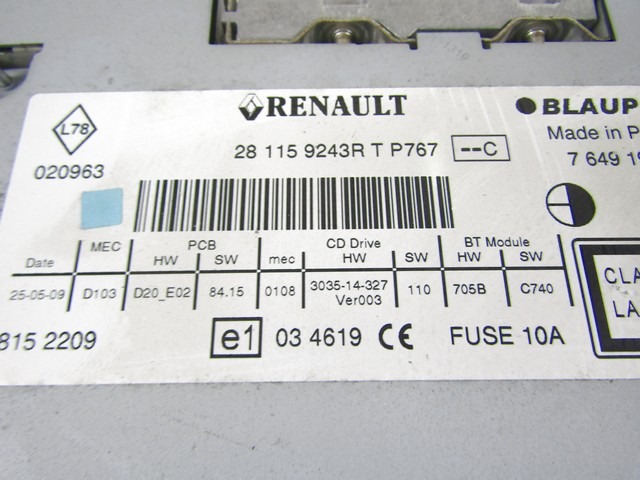 L78
RENAULT
BLAUP
020963
28 115 9243R T P767
--C
Made in P
7 649 19
MEC PCB CD Drive BT Module
Date HW SW mec HW SW HW SW
25-05-09 D103 D20_E02 84.15 0108 3035-14-327 Ver003 110 705B C740
CLA
LA
815 2209
e1 03 4619 CE FUSE 10A